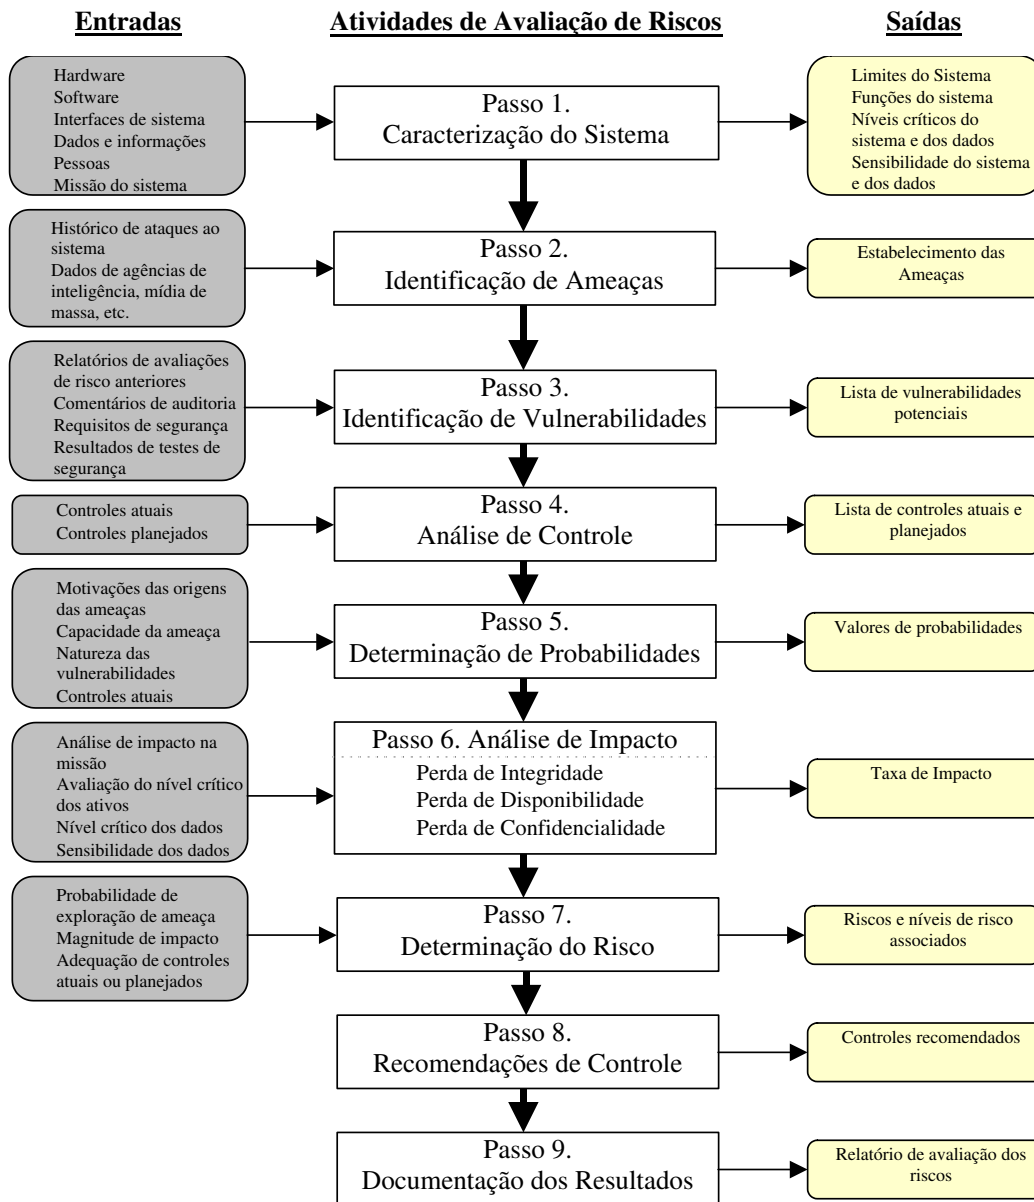 Entradas
Atividades de Avaliação de Riscos
Saídas
Hardware
Software
Interfaces de sistema
Dados e informações
Pessoas
Missão do sistema
Passo 1.
Caracterização do Sistema
Limites do Sistema
Funções do sistema
Níveis críticos do
sistema e dos dados
Sensibilidade do sistema
e dos dados
Histórico de ataques ao
sistema
Dados de agências de
inteligência, mídia de
massa, etc.
Passo 2.
Identificação de Ameaças
Estabelecimento das
Ameaças
Relatórios de avaliações
de risco anteriores
Comentários de auditoria
Requisitos de segurança
Resultados de testes de
segurança
Passo 3.
Identificação de Vulnerabilidades
Lista de vulnerabilidades
potenciais
Controles atuais
Controles planejados
Passo 4.
Análise de Controle
Lista de controles atuais e
planejados
Motivações das origens
das ameaças
Capacidade da ameaça
Natureza das
vulnerabilidades
Controles atuais
Passo 5.
Determinação de Probabilidades
Valores de probabilidades
Análise de impacto na
missão
Avaliação do nível crítico
dos ativos
Nível crítico dos dados
Sensibilidade dos dados
Passo 6. Análise de Impacto
Perda de Integridade
Perda de Disponibilidade
Perda de Confidencialidade
Taxa de Impacto
Probabilidade de
exploração de ameaça
Magnitude de impacto
Adequação de controles
atuais ou planejados
Passo 7.
Determinação do Risco
Riscos e níveis de risco
associados
Passo 8.
Recomendações de Controle
Controles recomendados
Passo 9.
Documentação dos Resultados
Relatório de avaliação dos
riscos